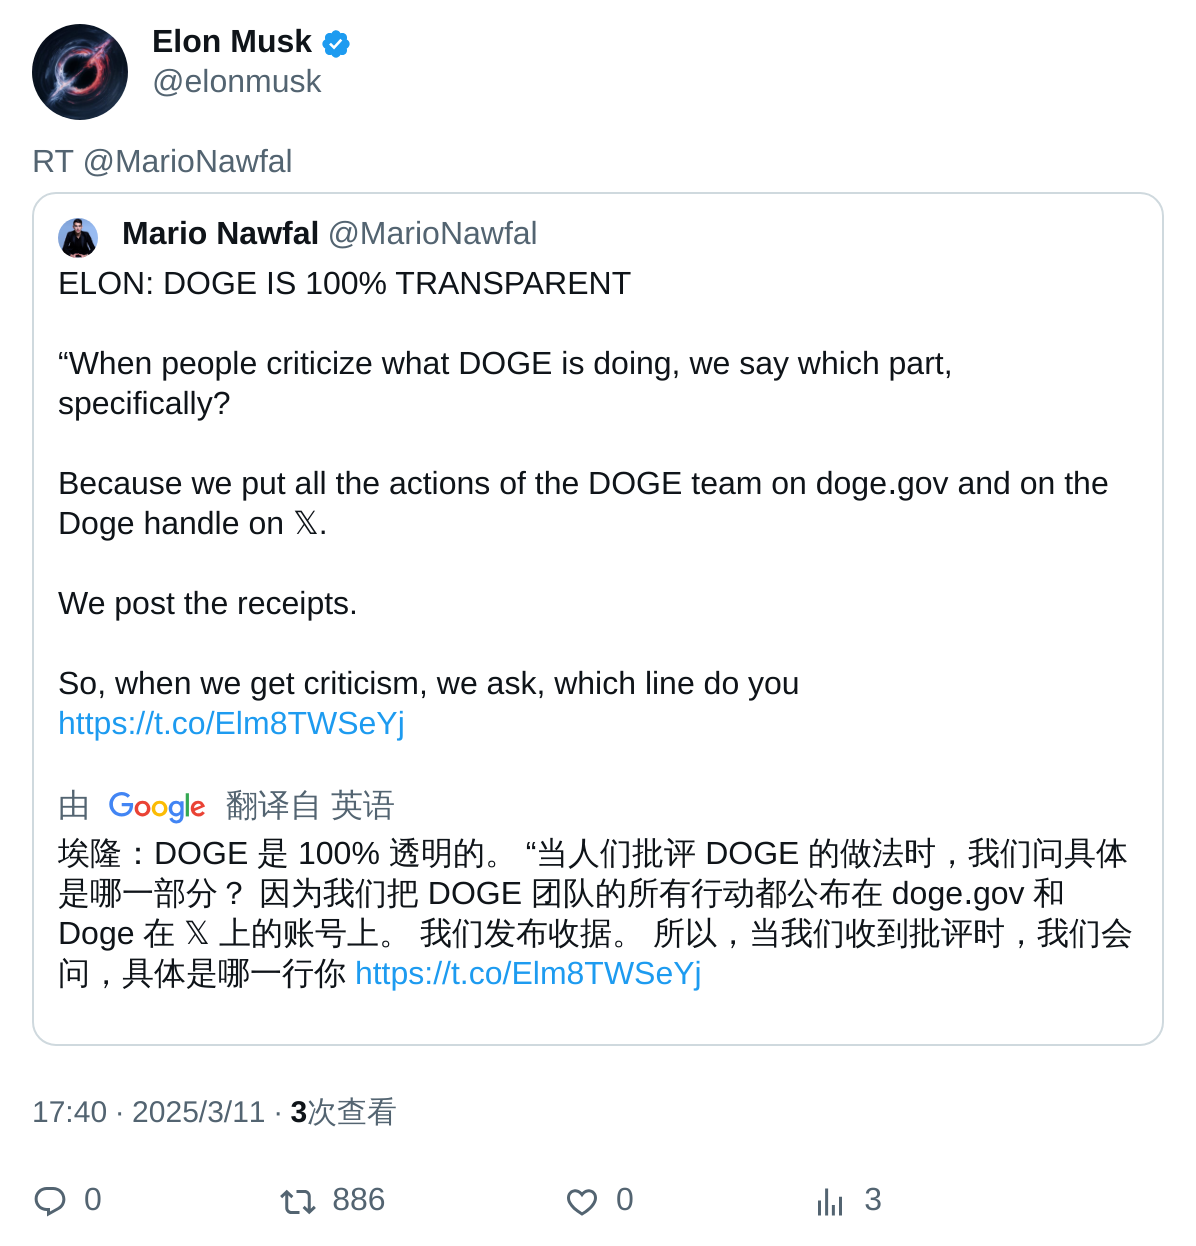 Elon Musk
@elonmusk
RT @MarioNawfal
Mario Nawfal @MarioNawfal
ELON: DOGE IS 100% TRANSPARENT
“When people criticize what DOGE is doing, we say which part,
specifically?
Because we put all the actions of the DOGE team on doge.gov and on the
Doge handle on 𝕏.
We post the receipts.
So, when we get criticism, we ask, which line do you
https://t.co/Elm8TWSeYj
由 Google 翻译自 英语
埃隆：DOGE 是 100% 透明的。 “当人们批评 DOGE 的做法时，我们问具体
是哪一部分？ 因为我们把 DOGE 团队的所有行动都公布在 doge.gov 和
Doge 在 𝕏 上的账号上。 我们发布收据。 所以，当我们收到批评时，我们会
问，具体是哪一行你 https://t.co/Elm8TWSeYj
17:40 · 2025/3/11 · 3次查看
0 886 0 3